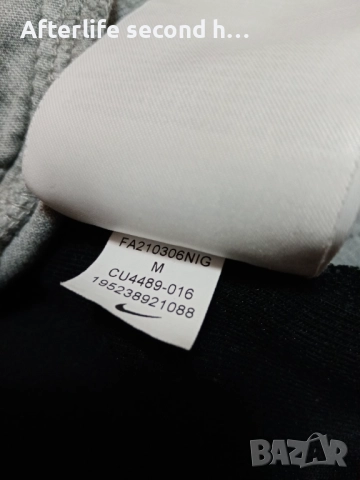 Afterlife second h...
FA210306NIG
M
CU4489-016
195238921088
BAZAR